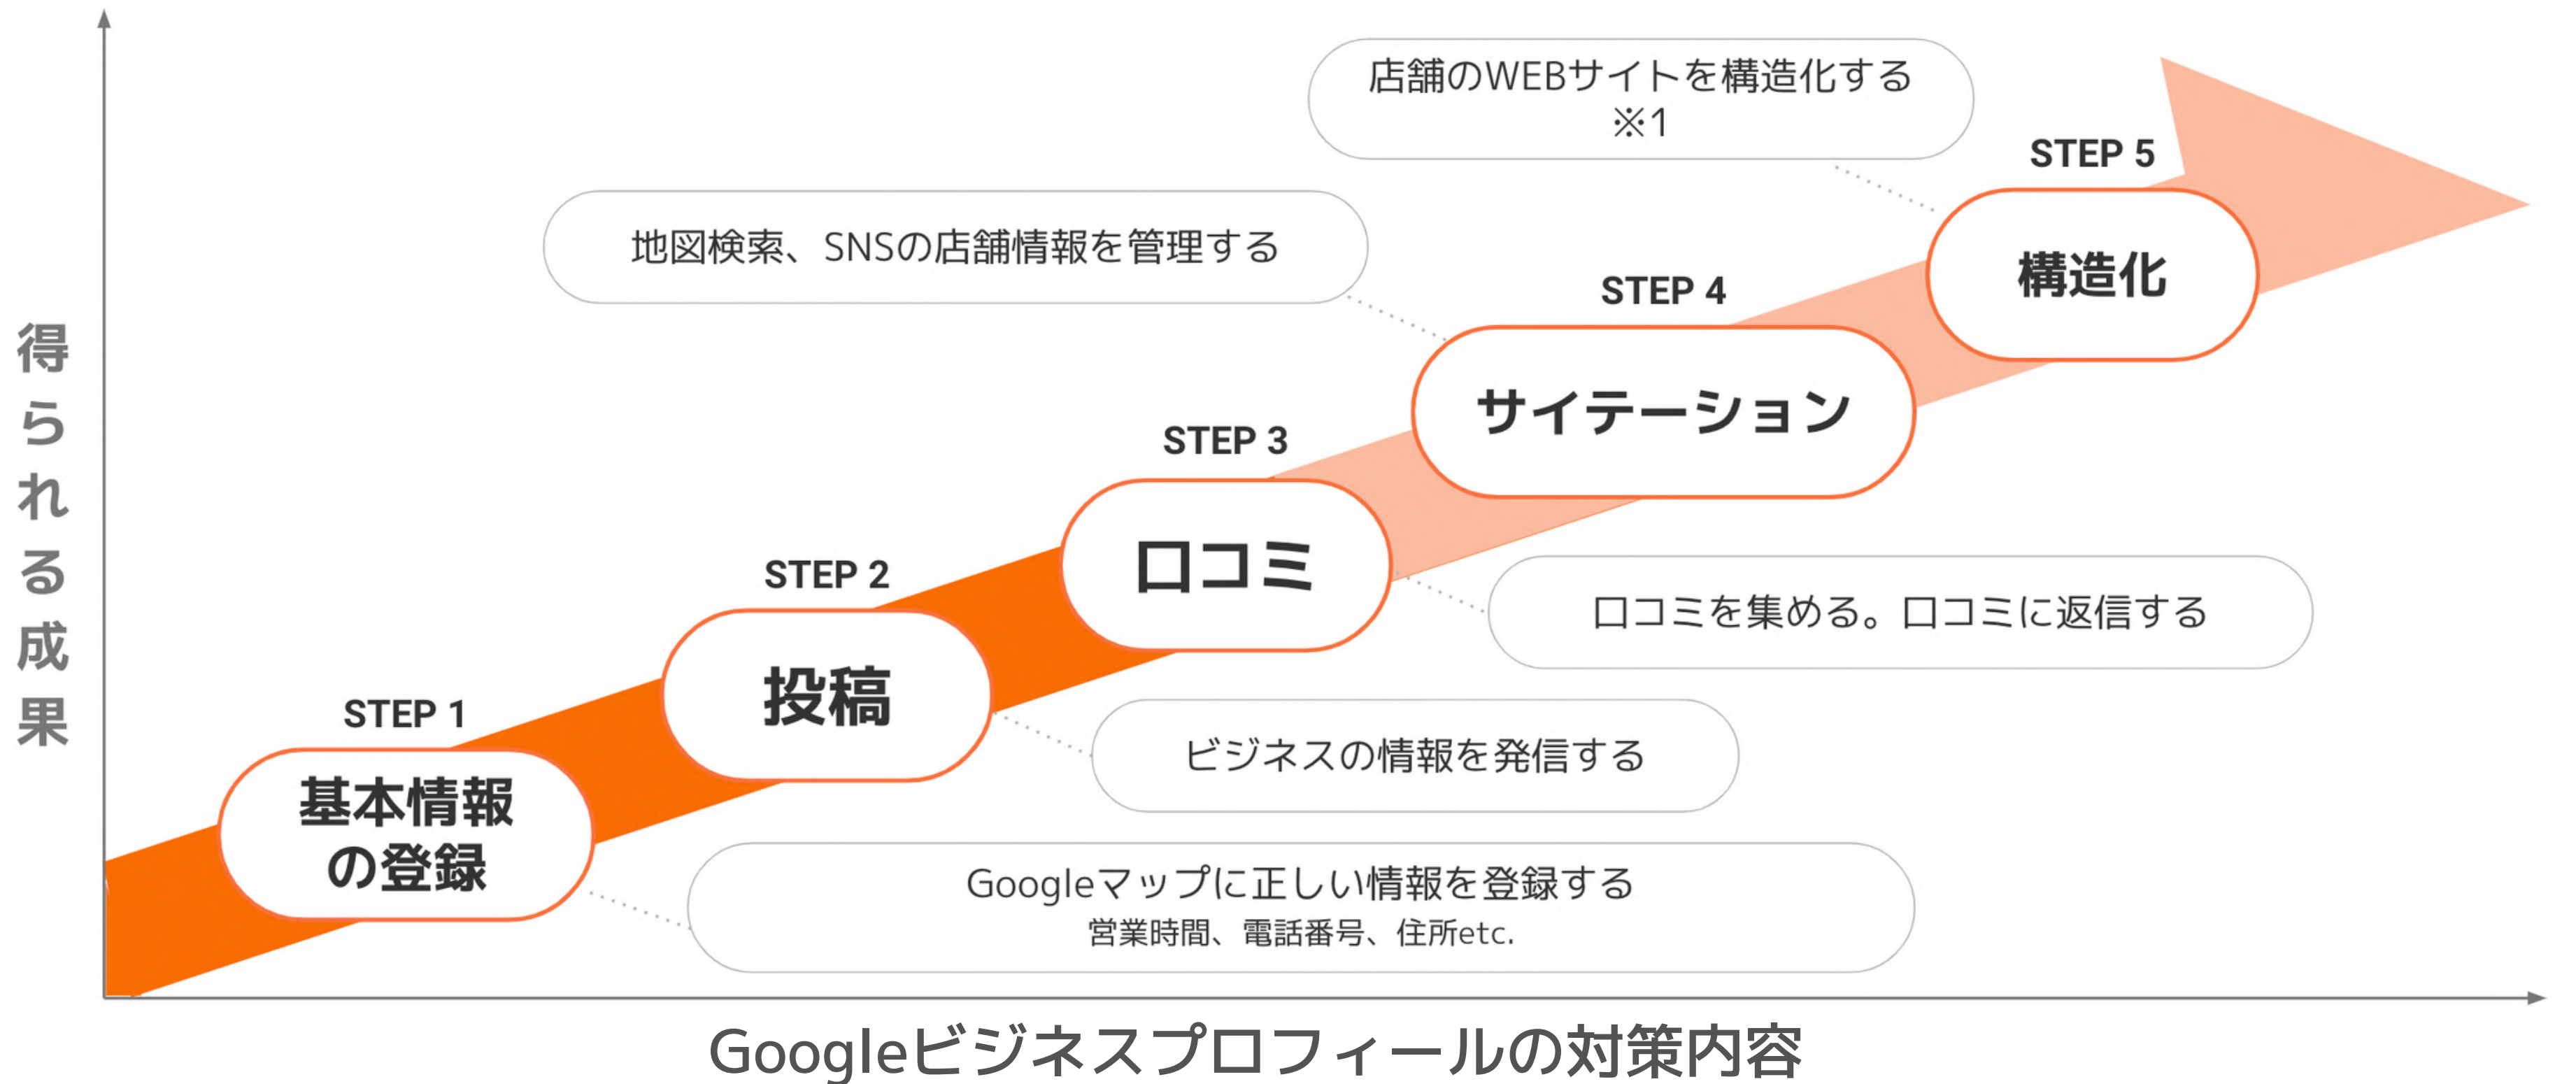 得られる成果
店舗のWEBサイトを構造化する
※1
STEP 5
構造化
地図検索、SNSの店舗情報を管理する
STEP 4
サイテーション
STEP 3
口コミ
口コミを集める。口コミに返信する
STEP 2
投稿
ビジネスの情報を発信する
STEP 1
基本情報
の登録
Googleマップに正しい情報を登録する
営業時間、電話番号、住所etc.
Googleビジネスプロフィールの対策内容